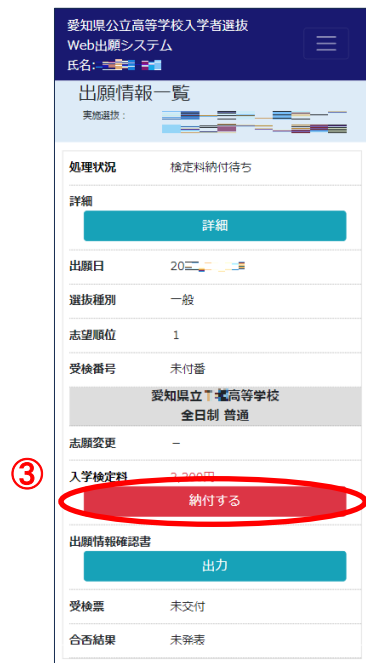 愛知県公立高等学校入学者選抜
Web出願システム
氏名:
出願情報一覧
実施選抜:
処理状況 検定料納付待ち
詳細
詳細
出願日 20
選抜種別 一般
志望順位 1
受検番号 未付番
愛知県立 高等学校
全日制 普通
志願変更 −
③
入学検定料 2,200円
納付する
出願情報確認書
出力
受検票 未交付
合否結果 未発表